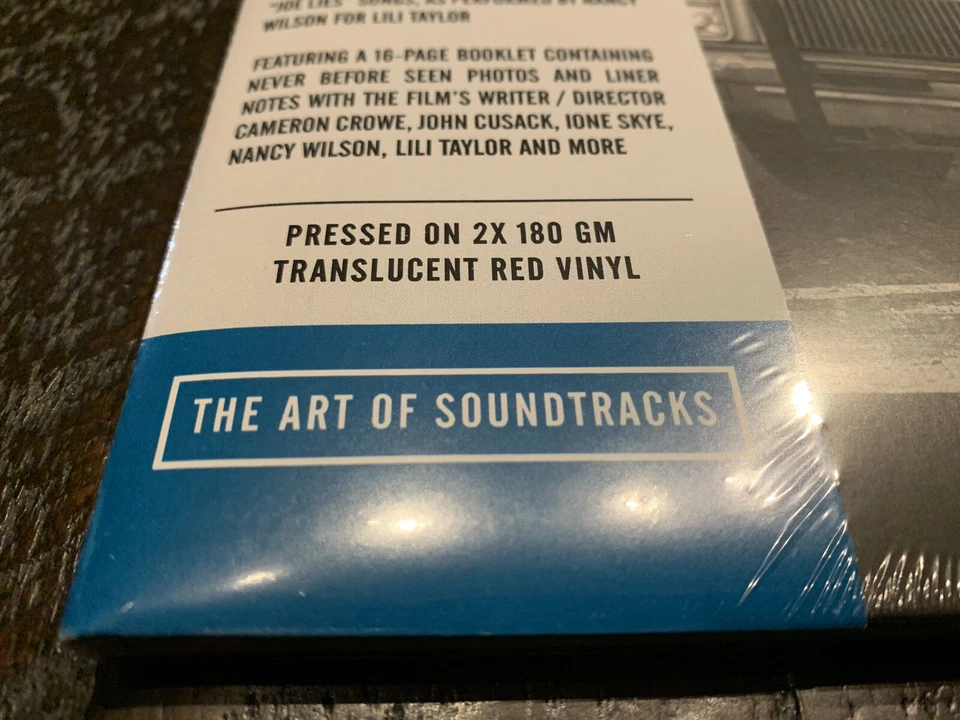 "JOE LIES" SONGS, AS PERFORMED BY NANCY
WILSON FOR LILI TAYLOR
FEATURING A 16-PAGE BOOKLET CONTAINING
NEVER BEFORE SEEN PHOTOS AND LINER
NOTES WITH THE FILM'S WRITER / DIRECTOR
CAMERON CROWE, JOHN CUSACK, IONE SKYE,
NANCY WILSON, LILI TAYLOR AND MORE
PRESSED ON 2X 180 GM
TRANSLUCENT RED VINYL
THE ART OF SOUNDTRACKS